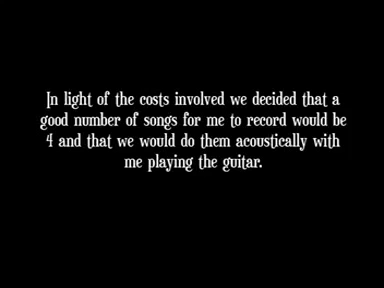 In light of the costs involved we decided that a
good number of songs for me to record would be
4 and that we would do them acoustically with
me playing the guitar.